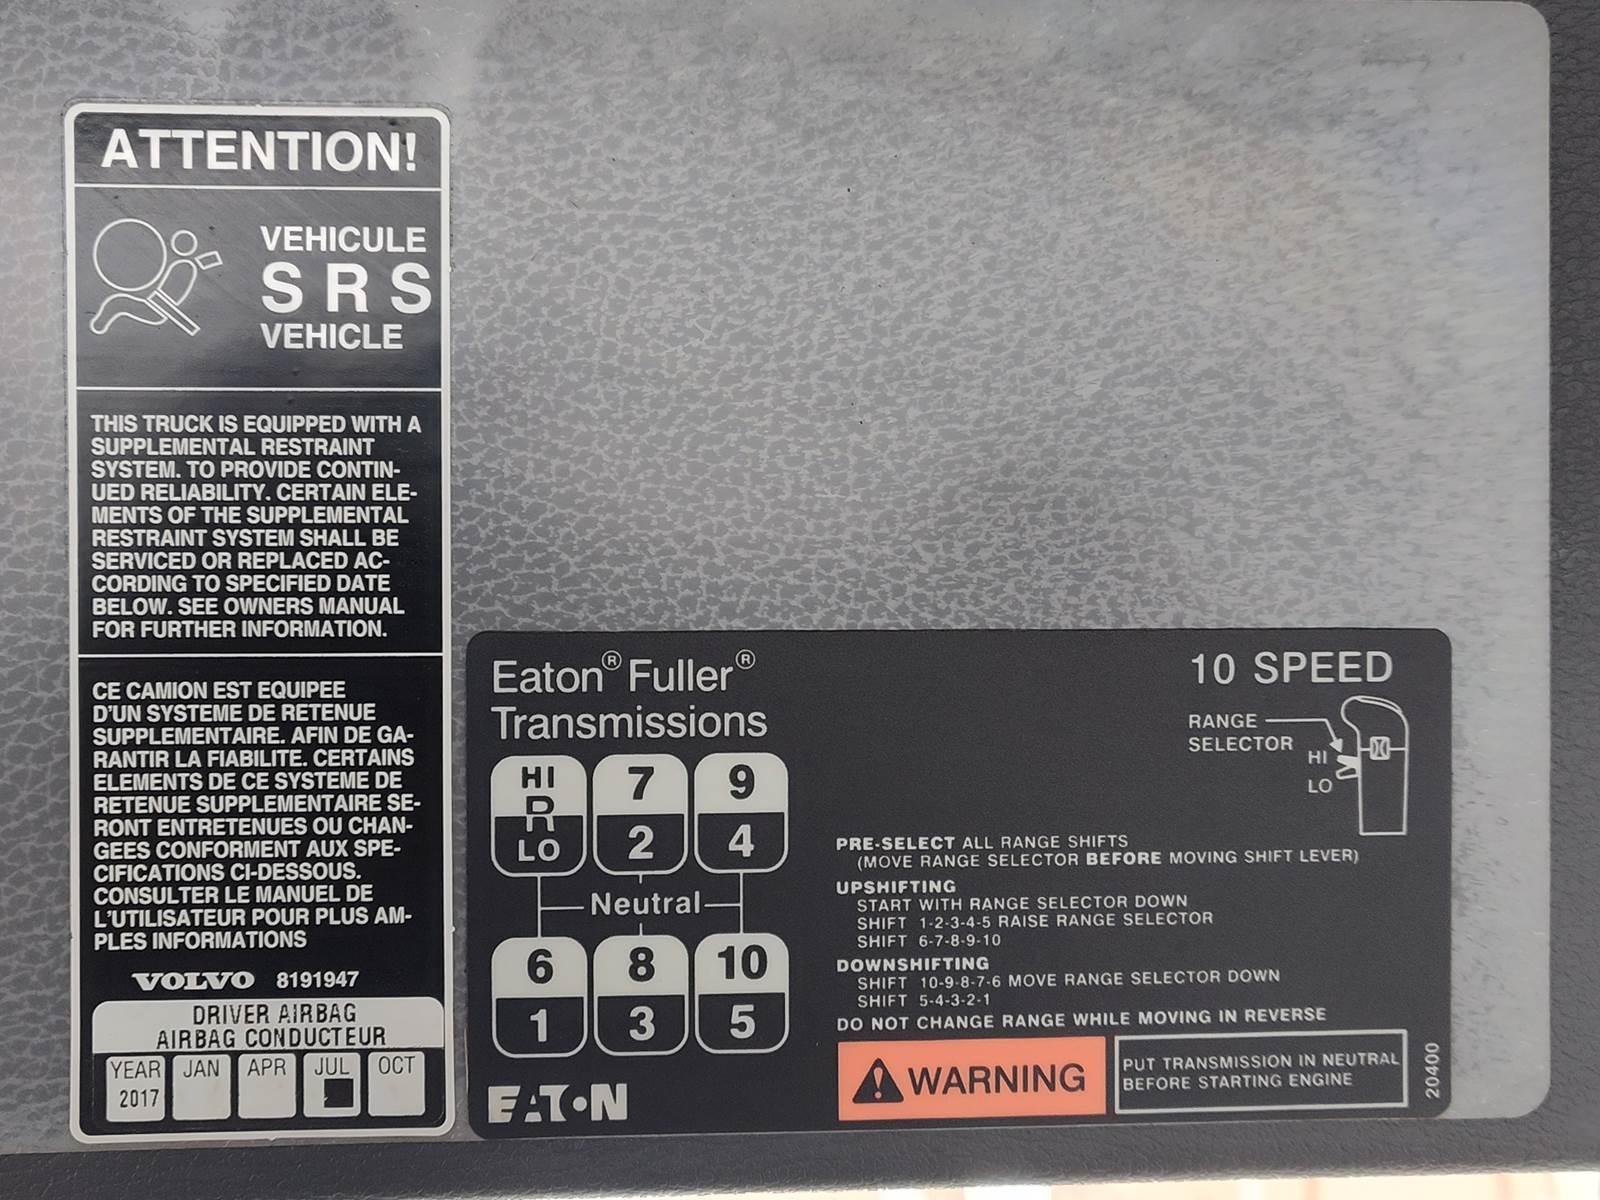 ATTENTION!
VEHICULE
SRS
VEHICLE
THIS TRUCK IS EQUIPPED WITH A
SUPPLEMENTAL RESTRAINT
SYSTEM. TO PROVIDE CONTIN-
UED RELIABILITY. CERTAIN ELE-
MENTS OF THE SUPPLEMENTAL
RESTRAINT SYSTEM SHALL BE
SERVICED OR REPLACED AC-
CORDING TO SPECIFIED DATE
BELOW. SEE OWNERS MANUAL
FOR FURTHER INFORMATION.
CE CAMION EST EQUIPEE
D'UN SYSTEME DE RETENUE
SUPPLEMENTAIRE. AFIN DE GA-
RANTIR LA FIABILITE. CERTAINS
ELEMENTS DE CE SYSTEME DE
RETENUE SUPPLEMENTAIRE SE-
RONT ENTRETENUES OU CHAN-
GEES CONFORMENT AUX SPE-
CIFICATIONS CI-DESSOUS.
CONSULTER LE MANUEL DE
L'UTILISATEUR POUR PLUS AM-
PLES INFORMATIONS
VOLVO 8191947
DRIVER AIRBAG
AIRBAG CONDUCTEUR
YEAR JAN APR JUL OCT
2017
Eaton® Fuller®
Transmissions
10 SPEED
RANGE
SELECTOR
HI
LO
HI 7 9
R
LO 2 4
Neutral
6 8 10
1 3 5
EATON
PRE-SELECT ALL RANGE SHIFTS
(MOVE RANGE SELECTOR BEFORE MOVING SHIFT LEVER)
UPSHIFTING
START WITH RANGE SELECTOR DOWN
SHIFT 1-2-3-4-5 RAISE RANGE SELECTOR
SHIFT 6-7-8-9-10
DOWNSHIFTING
SHIFT 10-9-8-7-6 MOVE RANGE SELECTOR DOWN
SHIFT 5-4-3-2-1
DO NOT CHANGE RANGE WHILE MOVING IN REVERSE
WARNING
PUT TRANSMISSION IN NEUTRAL
BEFORE STARTING ENGINE
20400